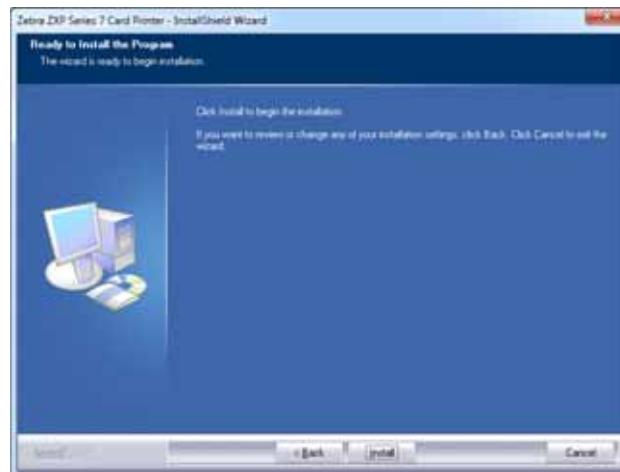 Zebra ZXP Series 7 Card Printer - InstallShield Wizard
Ready to Install the Program
The wizard is ready to begin installation.
Click Install to begin the installation.
If you want to review or change any of your installation settings, click Back. Click Cancel to exit the
wizard.
< Back
Install
Cancel